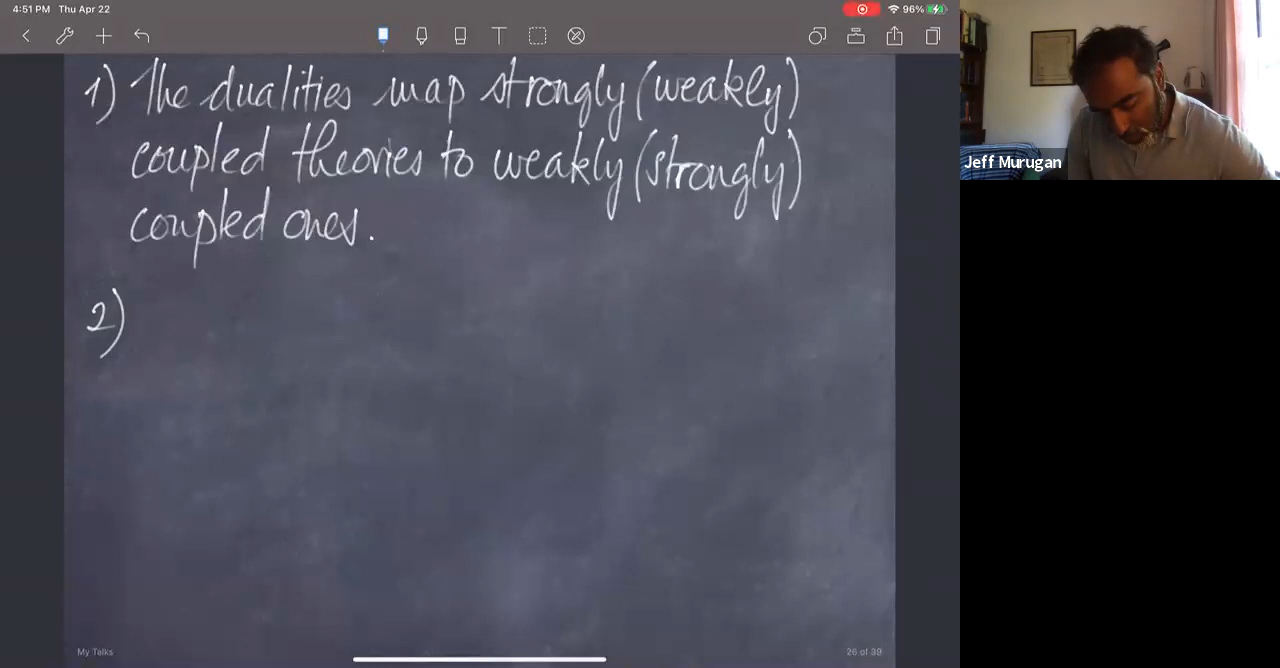 4:51 PM Thu Apr 22
96%
1) The dualities map strongly (weakly)
coupled theories to weakly (strongly)
coupled ones.
2)
My Talks
26 of 39
Jeff Murugan